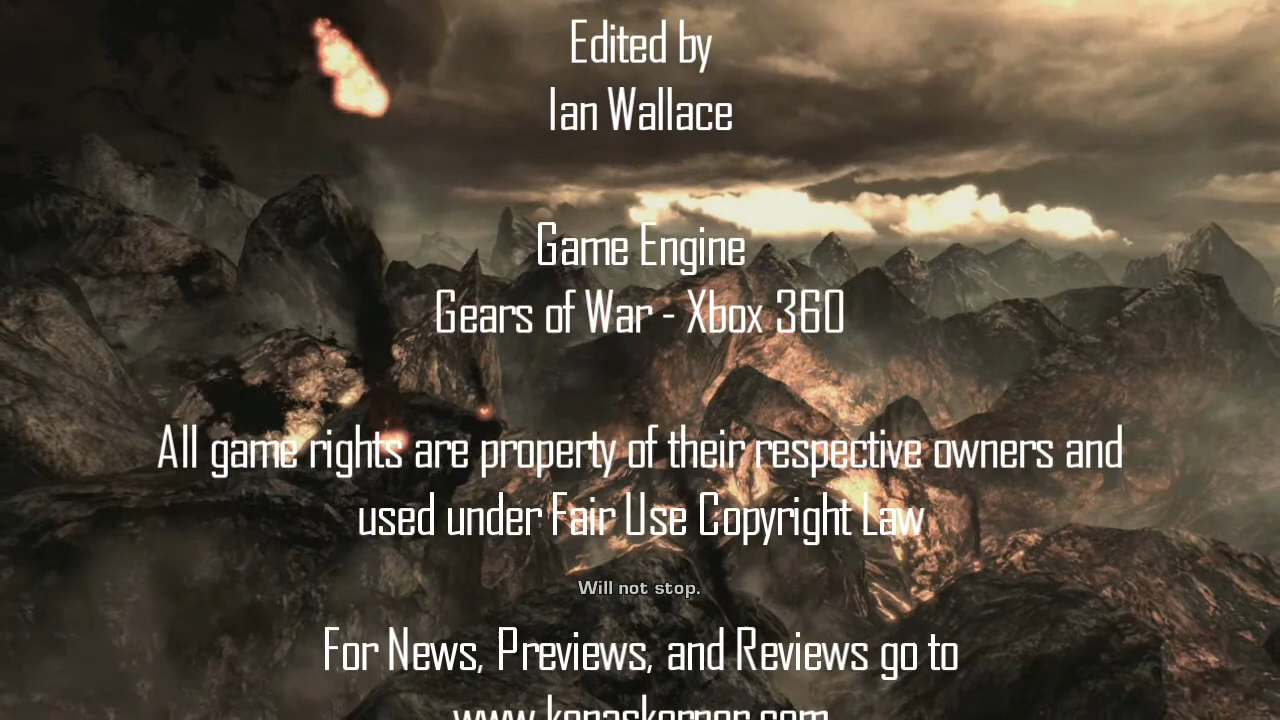 Edited by
Ian Wallace
Game Engine
Gears of War - Xbox 360
All game rights are property of their respective owners and
used under Fair Use Copyright Law
Will not stop.
For News, Previews, and Reviews go to